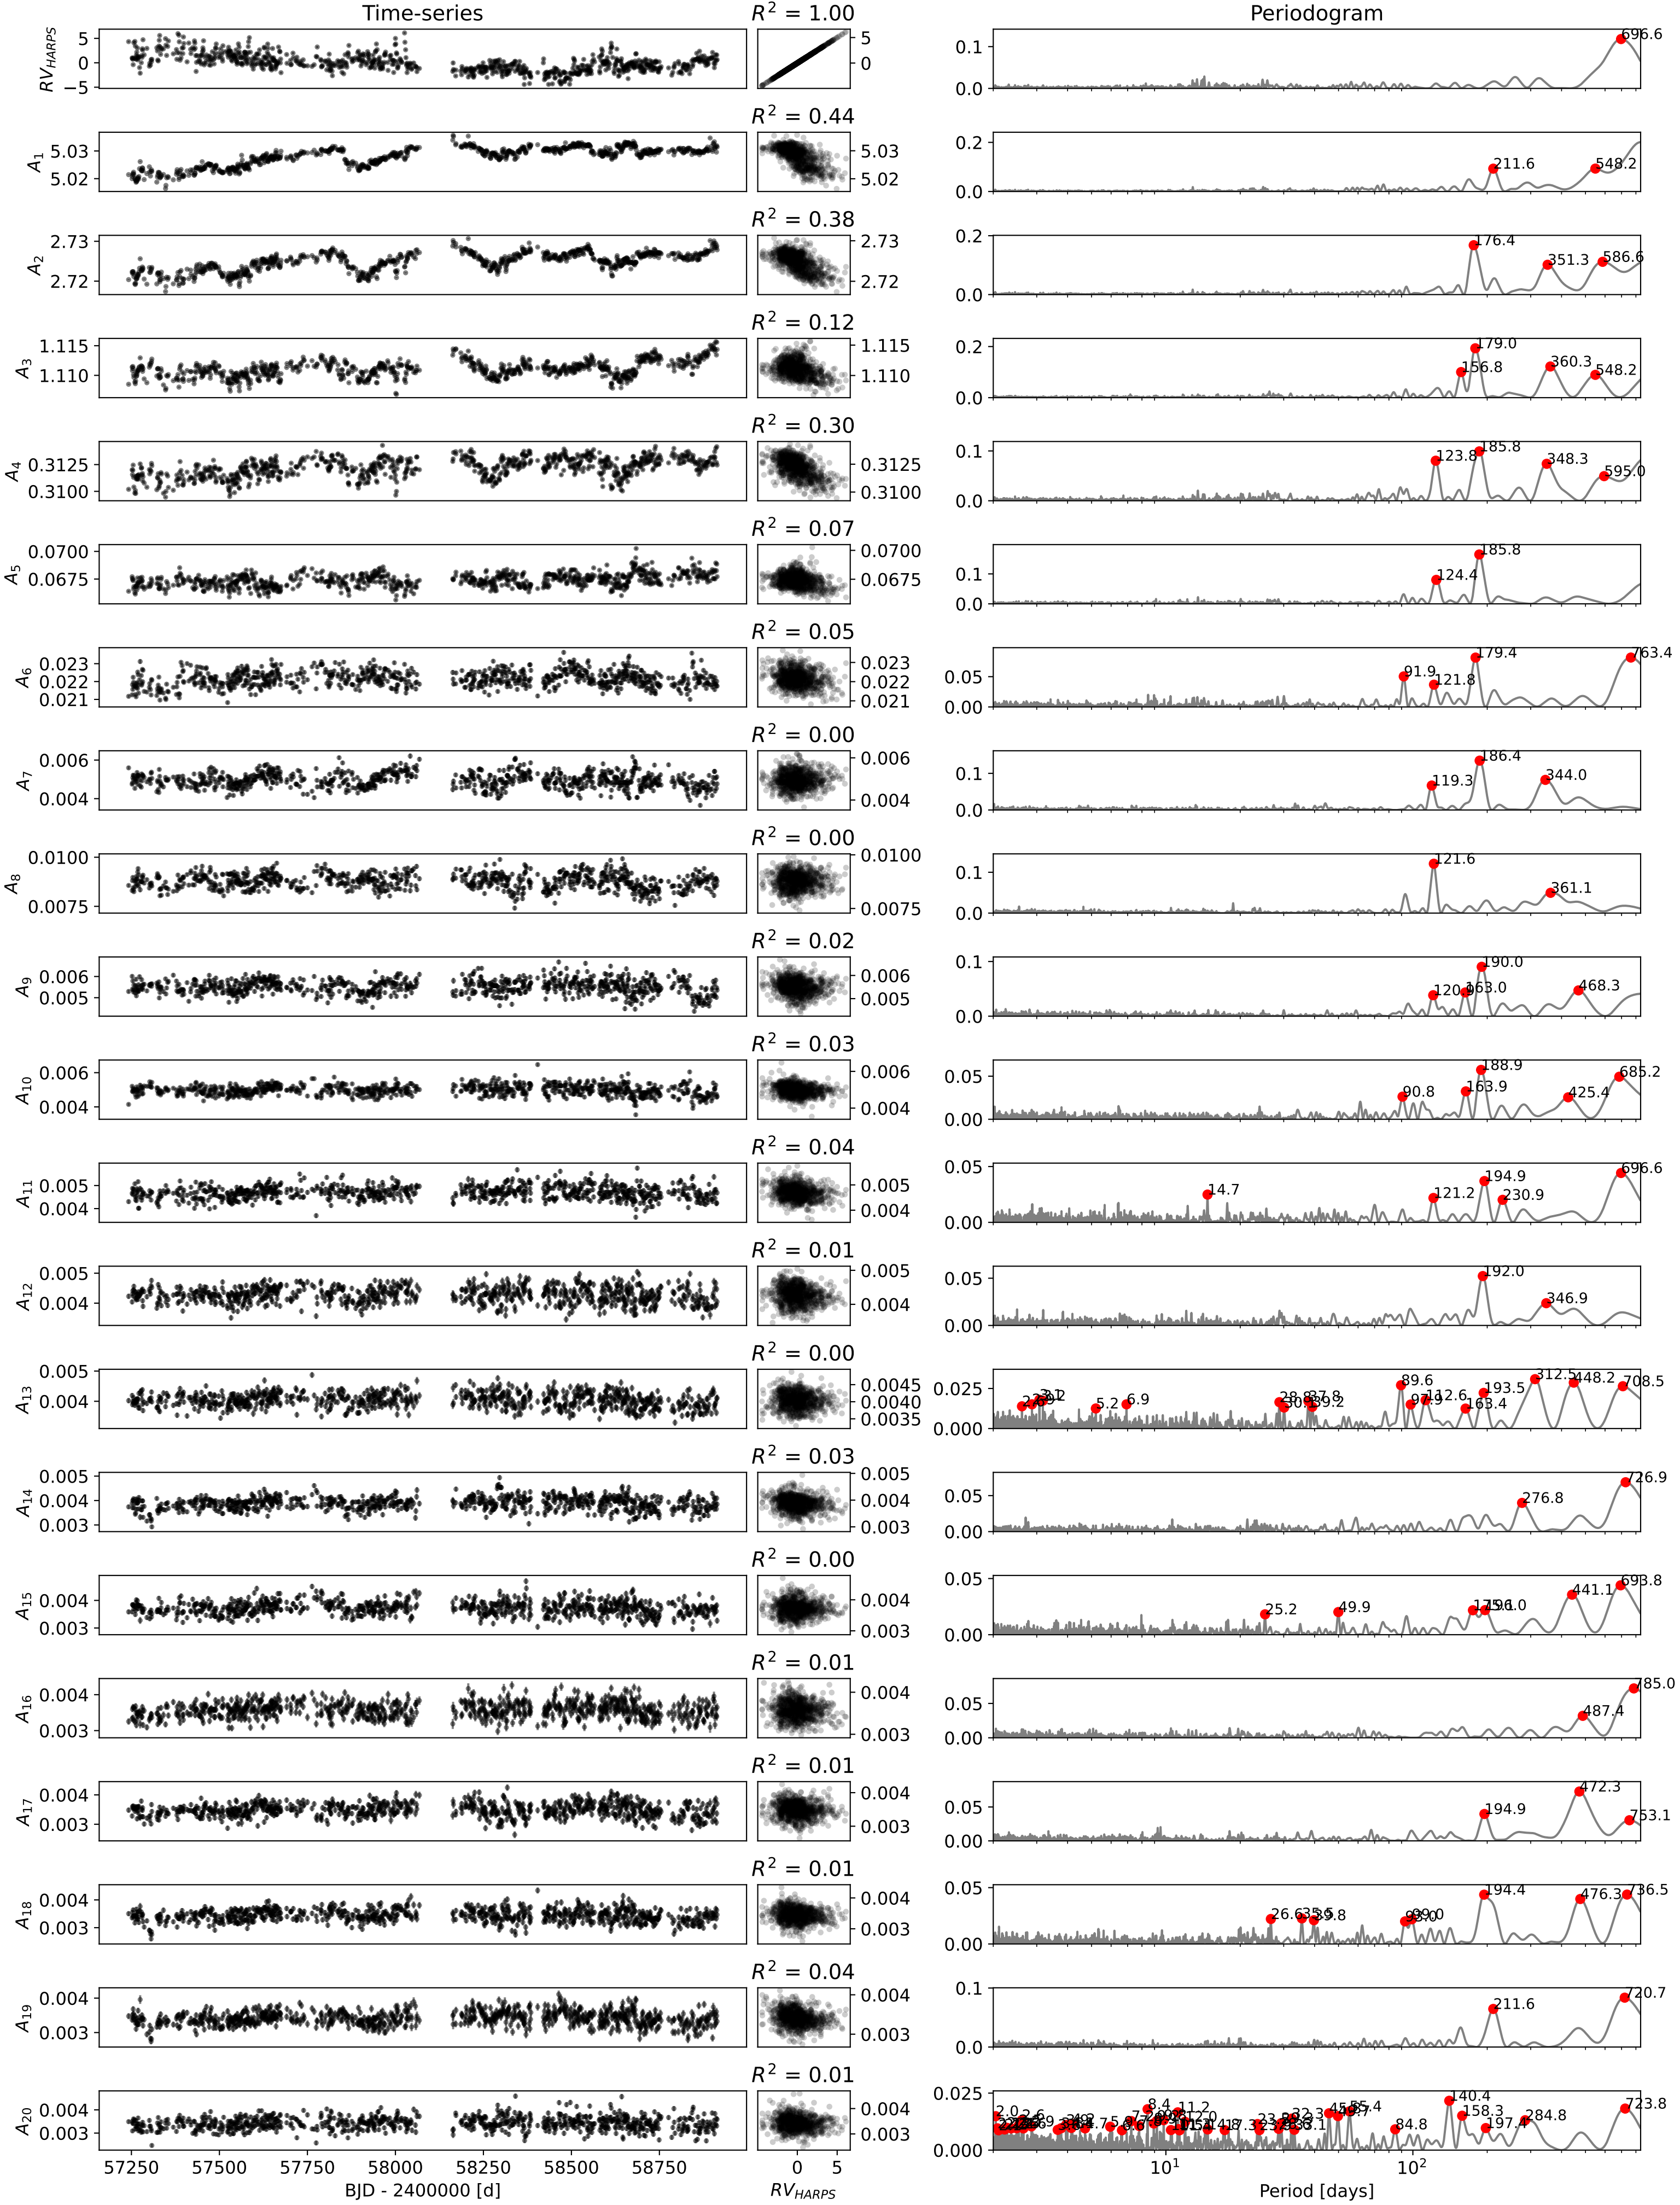 Time-series R² = 1.00 Periodogram
RV_HARPS 5 0 −5 5 0 0.1 0.0 696.6
R² = 0.44
A₁ 5.03 5.02 5.03 5.02 0.2 0.0 211.6 548.2
R² = 0.38
A₂ 2.73 2.72 2.73 2.72 0.2 0.0 176.4 351.3 586.6
R² = 0.12
A₃ 1.115 1.110 1.115 1.110 0.2 0.0 156.8 179.0 360.3 548.2
R² = 0.30
A₄ 0.3125 0.3100 0.3125 0.3100 0.1 0.0 123.8 185.8 348.3 595.0
R² = 0.07
A₅ 0.0700 0.0675 0.0700 0.0675 0.1 0.0 124.4 185.8
R² = 0.05
A₆ 0.023 0.022 0.021 0.023 0.022 0.021 0.05 0.00 91.9 121.8 179.4 763.4
R² = 0.00
A₇ 0.006 0.004 0.006 0.004 0.1 0.0 119.3 186.4 344.0
R² = 0.00
A₈ 0.0100 0.0075 0.0100 0.0075 0.1 0.0 121.6 361.1
R² = 0.02
A₉ 0.006 0.005 0.006 0.005 0.1 0.0 120.9 163.0 190.0 468.3
R² = 0.03
A₁₀ 0.006 0.004 0.006 0.004 0.05 0.00 90.8 163.9 188.9 425.4 685.2
R² = 0.04
A₁₁ 0.005 0.004 0.005 0.004 0.05 0.00 14.7 121.2 194.9 230.9 696.6
R² = 0.01
A₁₂ 0.005 0.004 0.005 0.004 0.05 0.00 192.0 346.9
R² = 0.00
A₁₃ 0.005 0.004 0.0045 0.0040 0.0035 0.025 0.000 5.2 6.9 28.8 37.8 39.2 89.6 97.9 112.6 163.4 193.5 312.5 448.2 708.5
R² = 0.03
A₁₄ 0.005 0.004 0.003 0.005 0.004 0.003 0.05 0.00 276.8 726.9
R² = 0.00
A₁₅ 0.004 0.003 0.004 0.003 0.05 0.00 25.2 49.9 441.1 693.8
R² = 0.01
A₁₆ 0.004 0.003 0.004 0.003 0.05 0.00 487.4 785.0
R² = 0.01
A₁₇ 0.004 0.003 0.004 0.003 0.05 0.00 194.9 472.3 753.1
R² = 0.01
A₁₈ 0.004 0.003 0.004 0.003 0.05 0.00 26.6 39.8 99.0 194.4 476.3 736.5
R² = 0.04
A₁₉ 0.004 0.003 0.004 0.003 0.1 0.0 211.6 720.7
R² = 0.01
A₂₀ 0.004 0.003 0.004 0.003 0.025 0.000 2.0 8.4 11.2 84.8 140.4 158.3 197.4 284.8 723.8
57250 57500 57750 58000 58250 58500 58750 0 5 10¹ 10²
BJD - 2400000 [d] RV_HARPS Period [days]